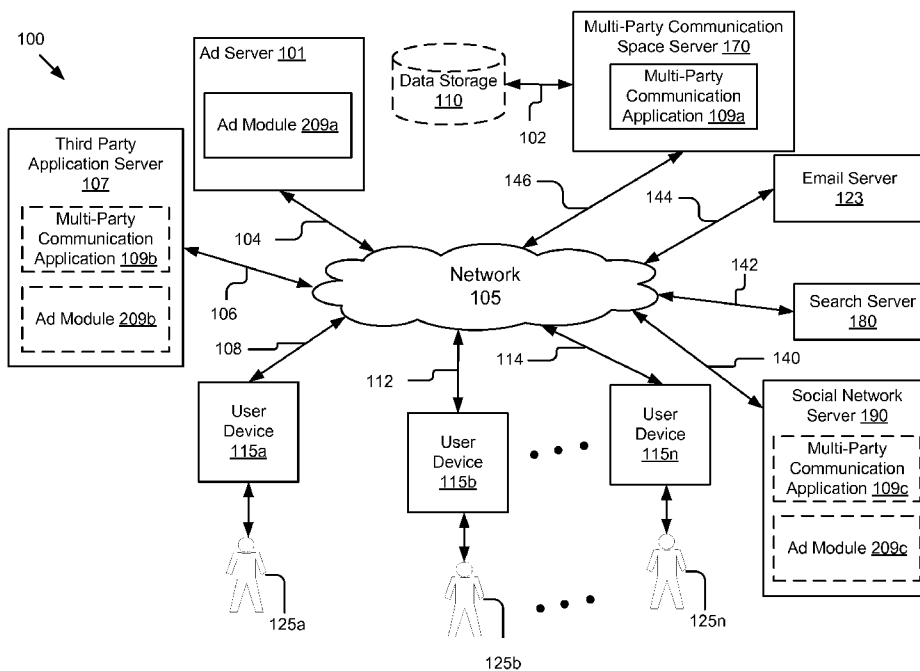 100
Ad Server 101
Ad Module 209a
Data Storage
110
102
Multi-Party Communication
Space Server 170
Multi-Party
Communication
Application 109a
Third Party
Application Server
107
Multi-Party
Communication
Application 109b
Ad Module 209b
104
106
108
146
144
Email Server
123
Network
105
142
Search Server
180
112
114
140
User
Device
115a
User
Device
115b
User
Device
115n
Social Network
Server 190
Multi-Party
Communication
Application 109c
Ad Module 209c
125a
125b
125n